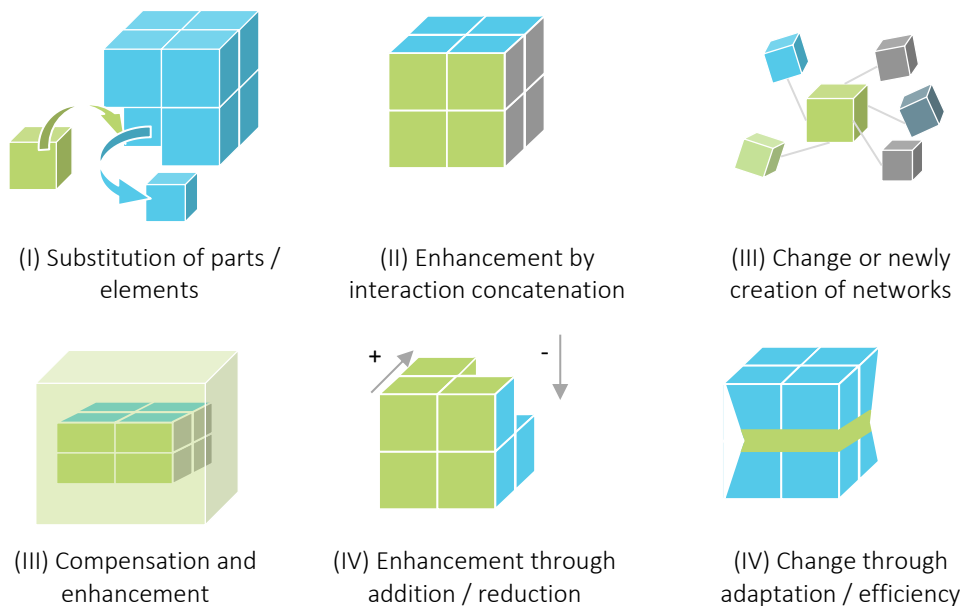 (I) Substitution of parts /
elements
(II) Enhancement by
interaction concatenation
(III) Change or newly
creation of networks
+
-
(III) Compensation and
enhancement
(IV) Enhancement through
addition / reduction
(IV) Change through
adaptation / efficiency